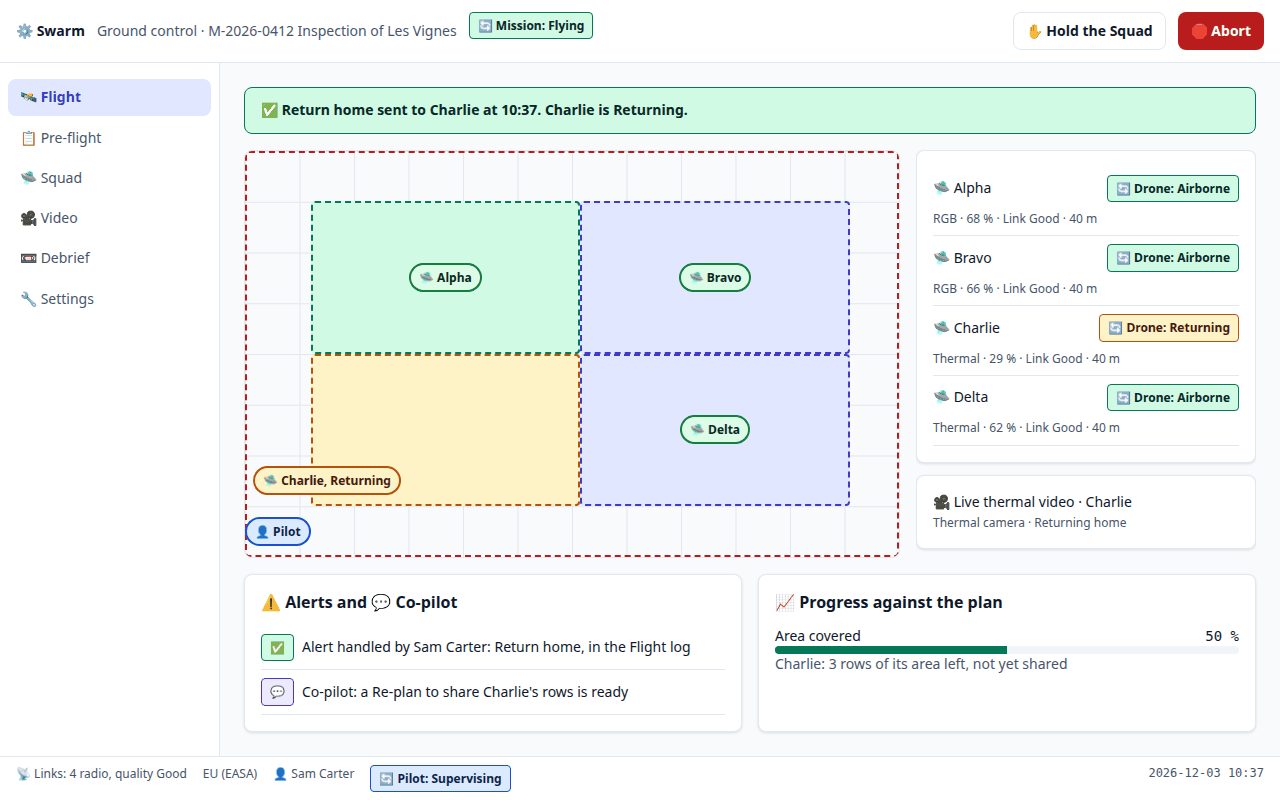 ⚙️ Swarm
Ground control · M-2026-0412 Inspection of Les Vignes
🔄 Mission: Flying
✋ Hold the Squad
🛑 Abort
🛰️ Flight
📋 Pre-flight
🛸 Squad
🎥 Video
📼 Debrief
🔧 Settings
✅ Return home sent to Charlie at 10:37. Charlie is Returning.
🛸 Alpha
🛸 Bravo
🛸 Delta
🛸 Charlie, Returning
👤 Pilot
🛸 Alpha
🔄 Drone: Airborne
RGB · 68 % · Link Good · 40 m
🛸 Bravo
🔄 Drone: Airborne
RGB · 66 % · Link Good · 40 m
🛸 Charlie
🔄 Drone: Returning
Thermal · 29 % · Link Good · 40 m
🛸 Delta
🔄 Drone: Airborne
Thermal · 62 % · Link Good · 40 m
🎥 Live thermal video · Charlie
Thermal camera · Returning home
⚠️ Alerts and 💬 Co-pilot
✅ Alert handled by Sam Carter: Return home, in the Flight log
💬 Co-pilot: a Re-plan to share Charlie's rows is ready
📈 Progress against the plan
Area covered 50 %
Charlie: 3 rows of its area left, not yet shared
📡 Links: 4 radio, quality Good
EU (EASA)
👤 Sam Carter
🔄 Pilot: Supervising
2026-12-03 10:37